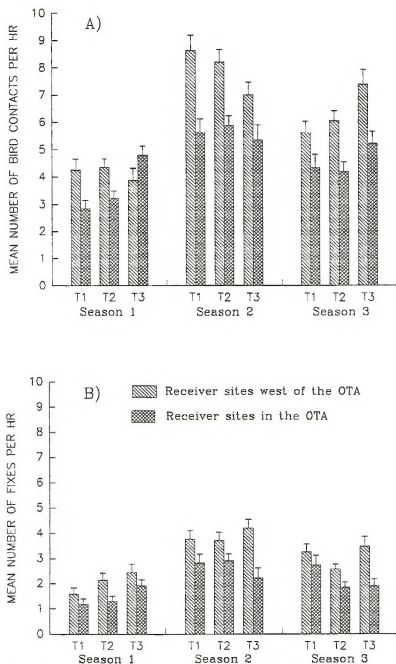 A)
MEAN NUMBER OF BIRD CONTACTS PER HR
10
9
8
7
6
5
4
3
2
1
0
T1 T2 T3 T1 T2 T3 T1 T2 T3
Season 1 Season 2 Season 3
B)
Receiver sites west of the OTA
Receiver sites in the OTA
MEAN NUMBER OF FIXES PER HR
10
9
8
7
6
5
4
3
2
1
0
T1 T2 T3 T1 T2 T3 T1 T2 T3
Season 1 Season 2 Season 3